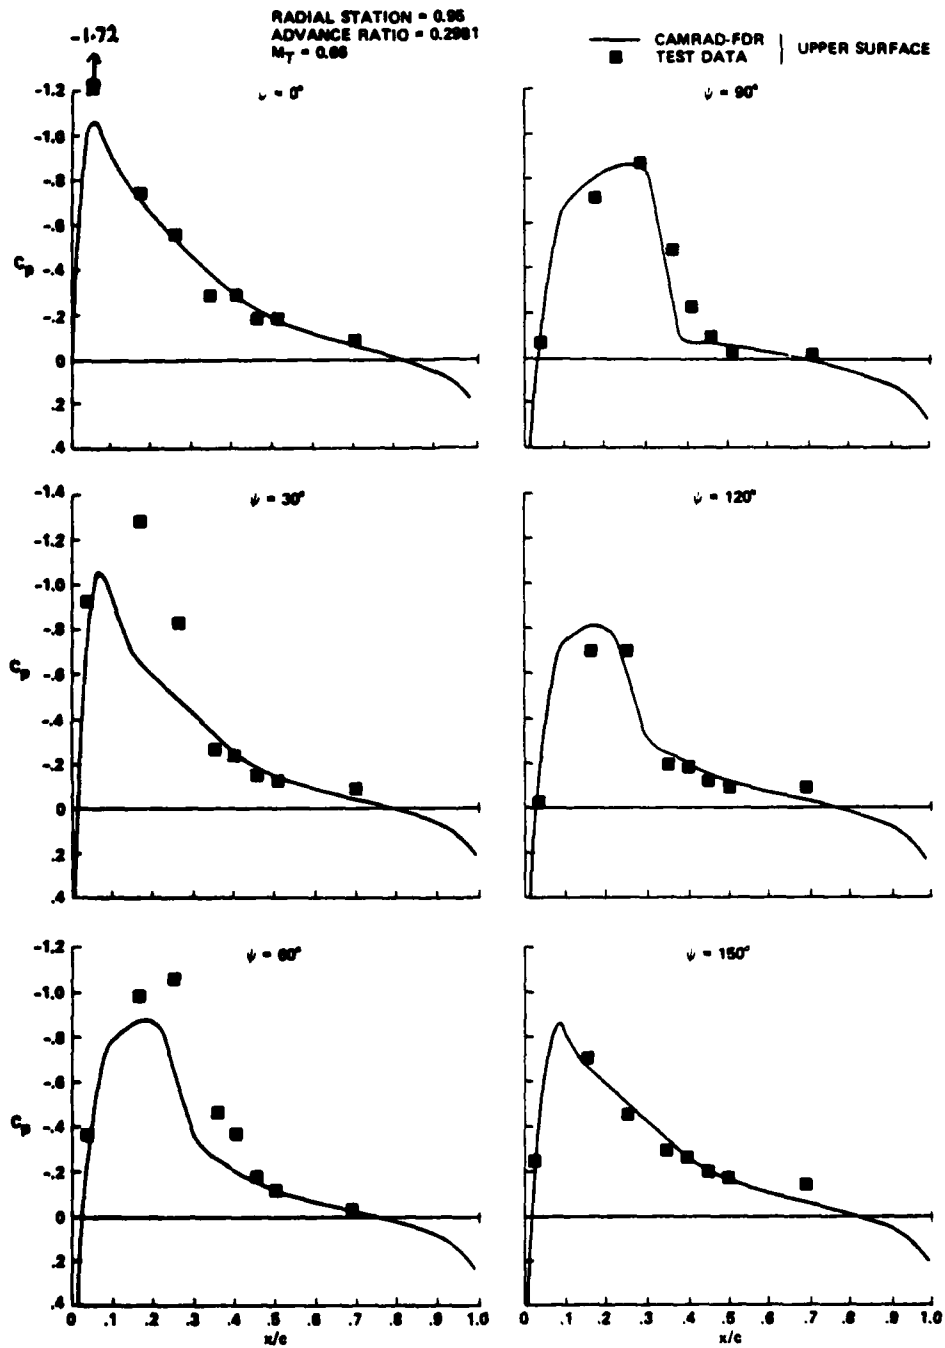 -1.72
RADIAL STATION = 0.95
ADVANCE RATIO = 0.2981
M_T = 0.66
CAMRAD-FDR
TEST DATA
UPPER SURFACE
ψ = 0°
-1.2
-1.0
-.8
-.6
C_p -.4
-.2
0
.2
.4
ψ = 90°
ψ = 30°
-1.4
-1.2
-1.0
-.8
C_p -.6
-.4
-.2
0
.2
.4
ψ = 120°
ψ = 60°
-1.2
-1.0
-.8
-.6
C_p -.4
-.2
0
.2
.4
0 .1 .2 .3 .4 .5 .6 .7 .8 .9 1.0
x/c
ψ = 150°
0 .1 .2 .3 .4 .5 .6 .7 .8 .9 1.0
x/c